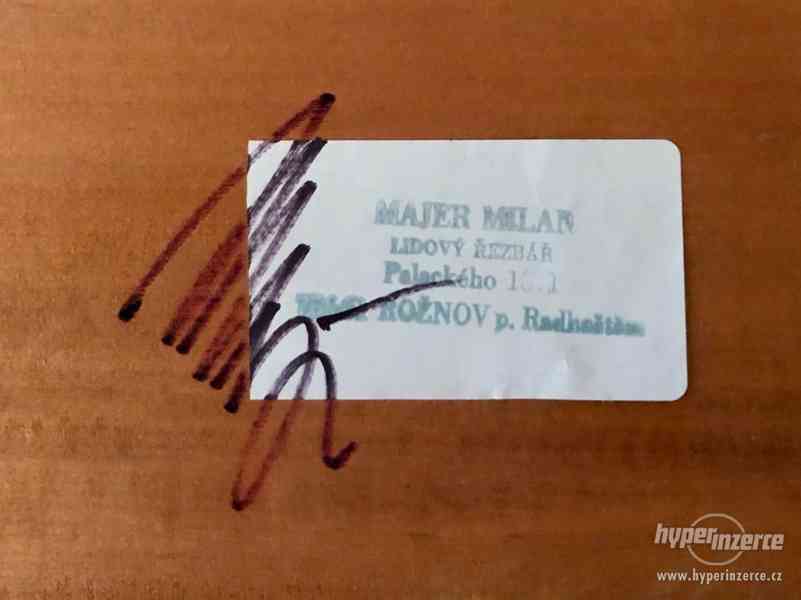 MAJER MILAN
LIDOVÝ ŘEZBÁŘ
Palackého
ROŽNOV p. Radhoštěm
hyperinzerce
www.hyperinzerce.cz